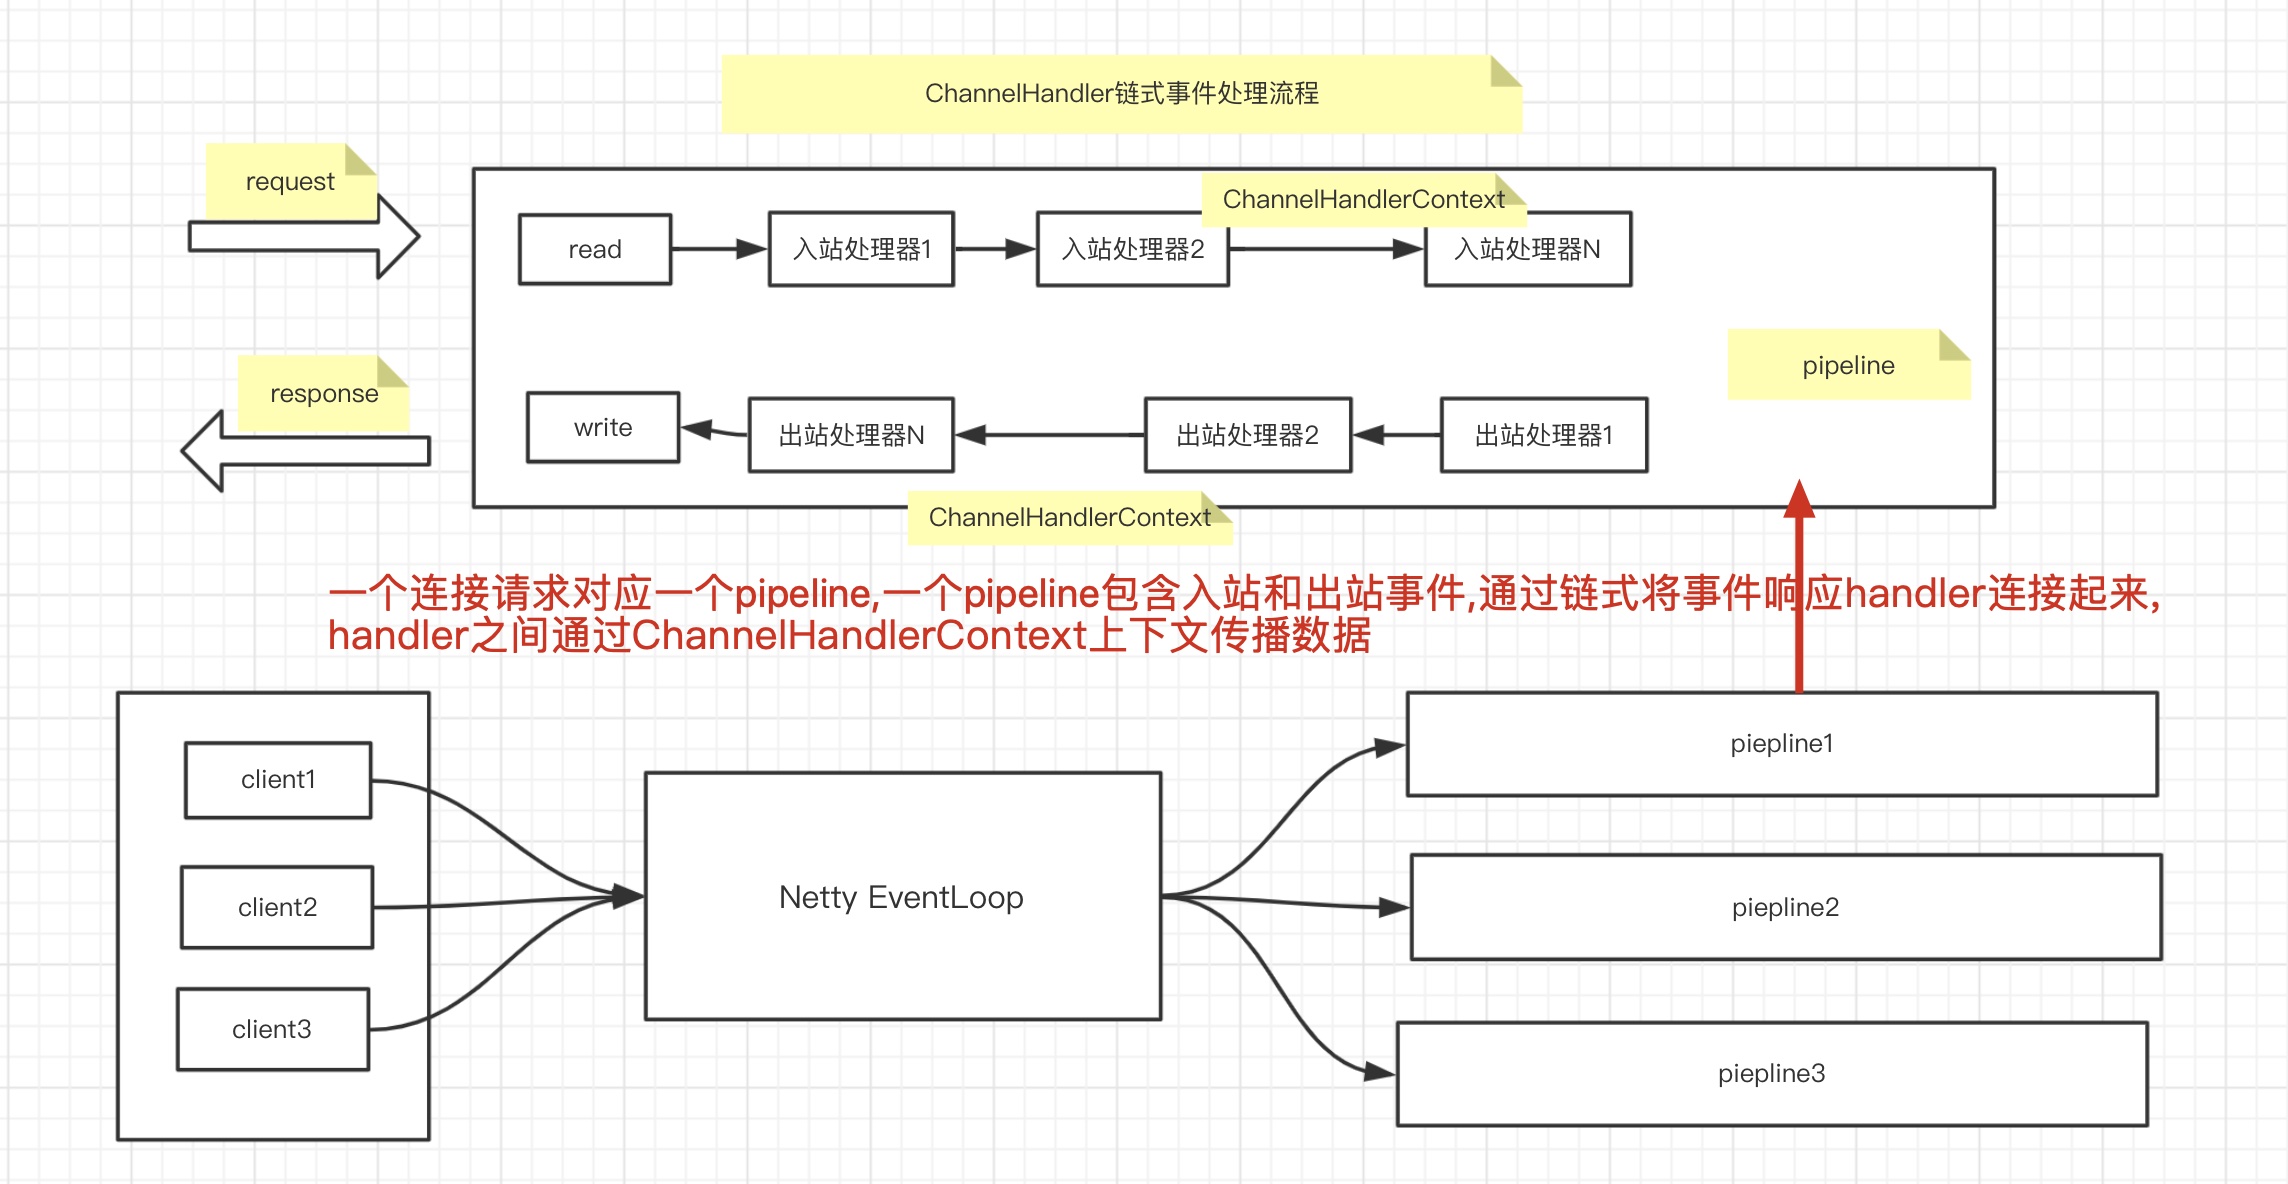 ChannelHandler链式事件处理流程
request
ChannelHandlerContext
read
入站处理器1
入站处理器2
入站处理器N
pipeline
response
write
出站处理器N
出站处理器2
出站处理器1
ChannelHandlerContext
一个连接请求对应一个pipeline,一个pipeline包含入站和出站事件,通过链式将事件响应handler连接起来,
handler之间通过ChannelHandlerContext上下文传播数据
client1
client2
client3
Netty EventLoop
piepline1
piepline2
piepline3